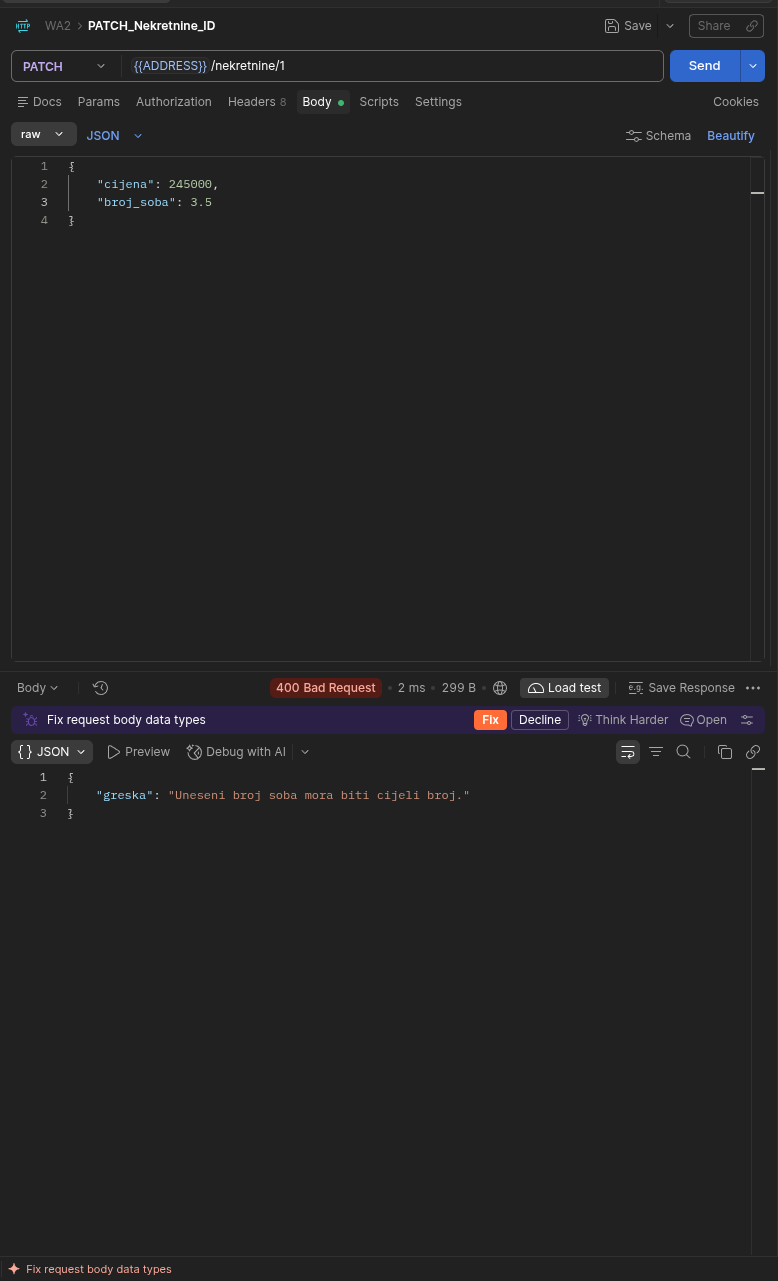 HTTP WA2 > PATCH_Nekretnine_ID Save Share
PATCH {{ADDRESS}} /nekretnine/1 Send
Docs Params Authorization Headers 8 Body Scripts Settings Cookies
raw JSON Schema Beautify
1 {
2 "cijena": 245000,
3 "broj_soba": 3.5
4 }
Body 400 Bad Request 2 ms 299 B Load test e.g. Save Response
Fix request body data types Fix Decline Think Harder Open
{} JSON Preview Debug with AI
1 {
2 "greska": "Uneseni broj soba mora biti cijeli broj."
3 }
Fix request body data types